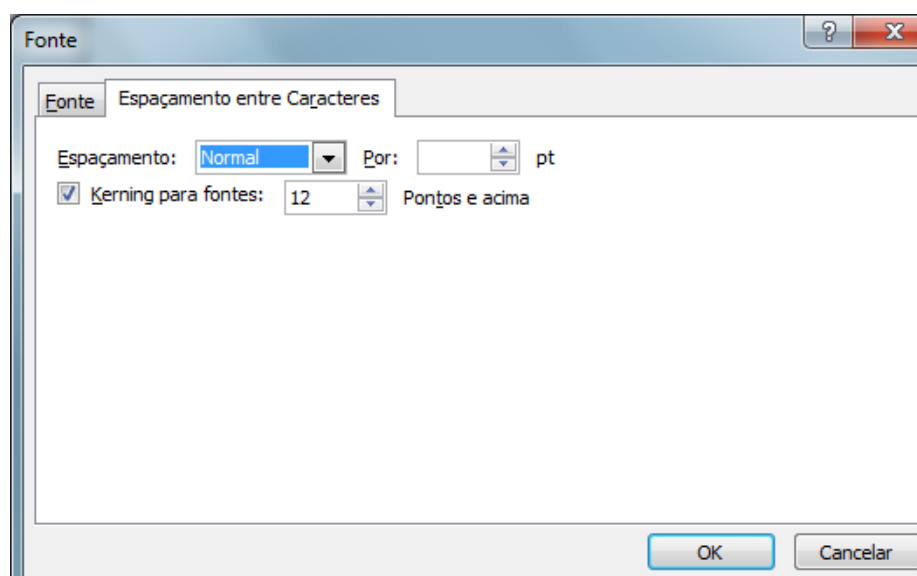 Fonte
Fonte Espaçamento entre Caracteres
Espaçamento: Normal Por: pt
Kerning para fontes: 12 Pontos e acima
OK Cancelar